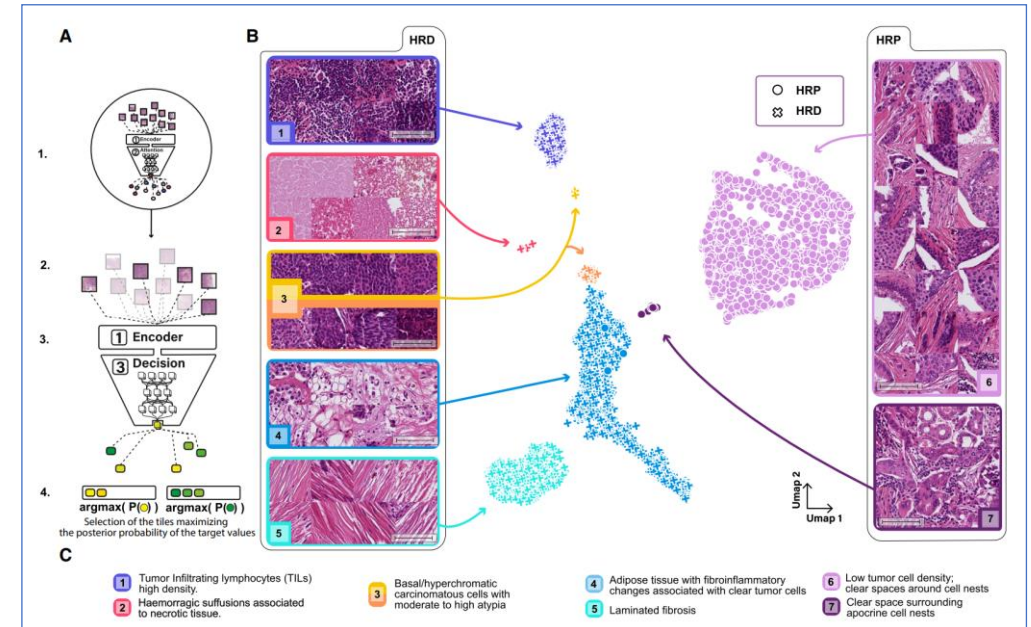 A
B
HRD
HRP
1
Encoder
2
Attention
1.
2.
3.
4.
1 Encoder
3 Decision
argmax( P( ) )
argmax( P( ) )
Selection of the tiles maximizing
the posterior probability of the target values
1
2
3
4
5
HRP
HRD
6
7
Umap 2
Umap 1
C
1 Tumor Infiltrating lymphocytes (TILs)
high density.
2 Haemorragic suffusions associated
to necrotic tissue.
3 Basal/hyperchromatic
carcinomatous cells with
moderate to high atypia
4 Adipose tissue with fibroinflammatory
changes associated with clear tumor cells
5 Laminated fibrosis
6 Low tumor cell density;
clear spaces around cell nests
7 Clear space surrounding
apocrine cell nests